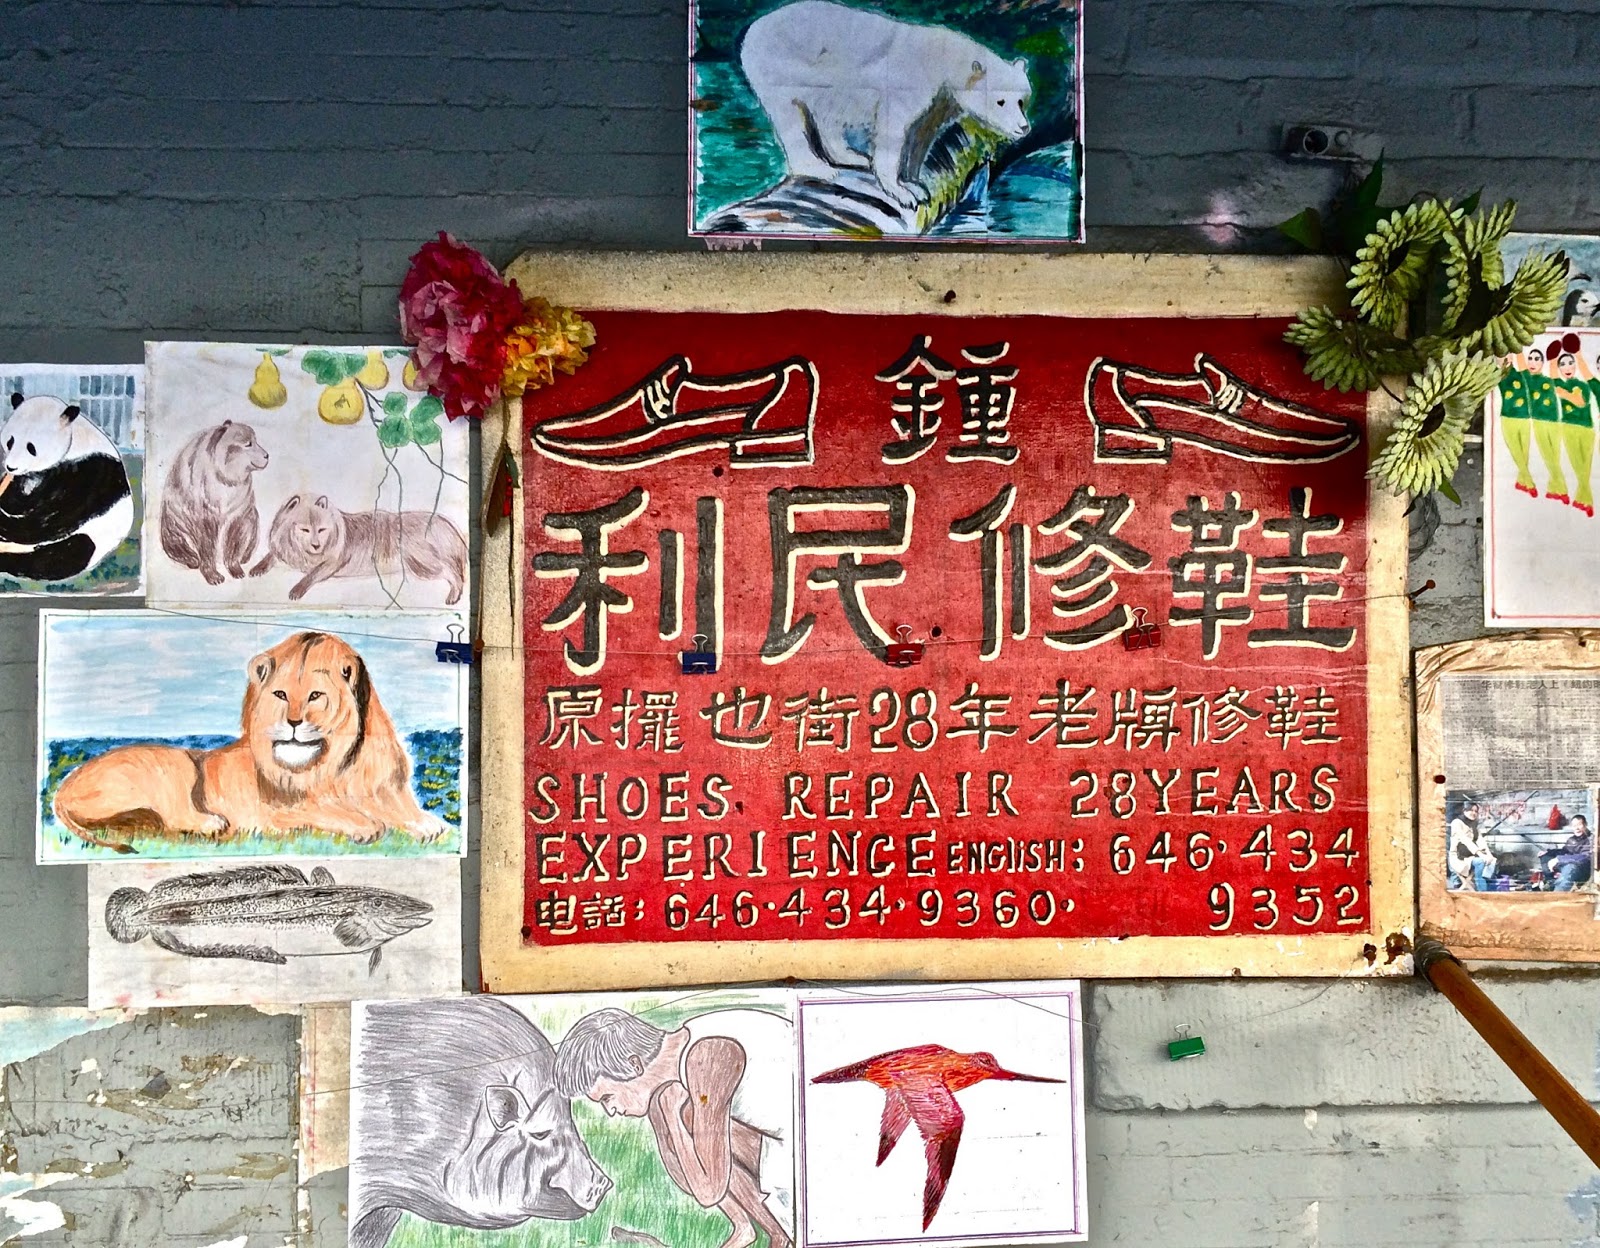 鍾
利民修鞋
原擺也街28年老牌修鞋
SHOES. REPAIR 28YEARS
EXPERIENCE ENGLiSH: 646·434
电話: 646·434·9360· 9352